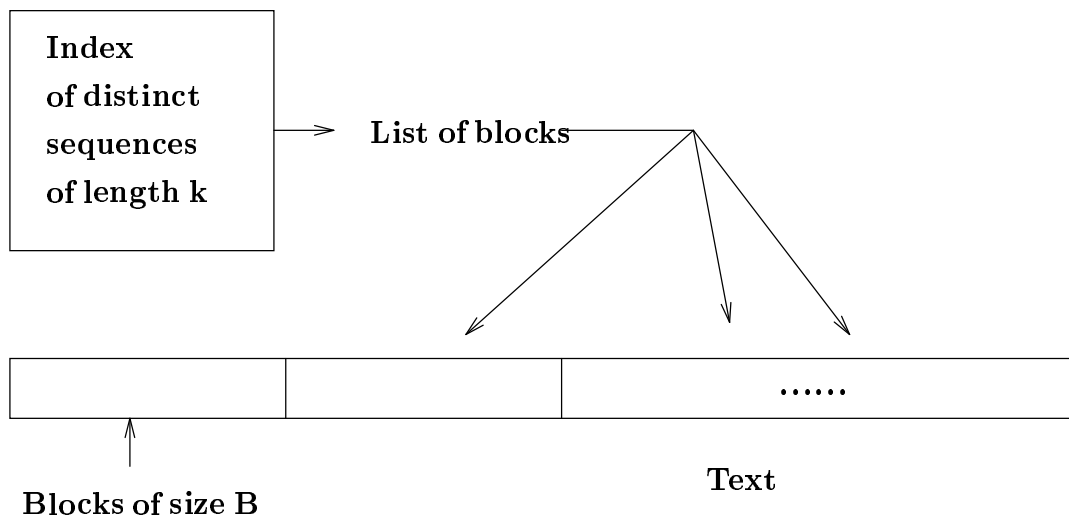 Index
of distinct
sequences
of length k
List of blocks
......
Text
Blocks of size B